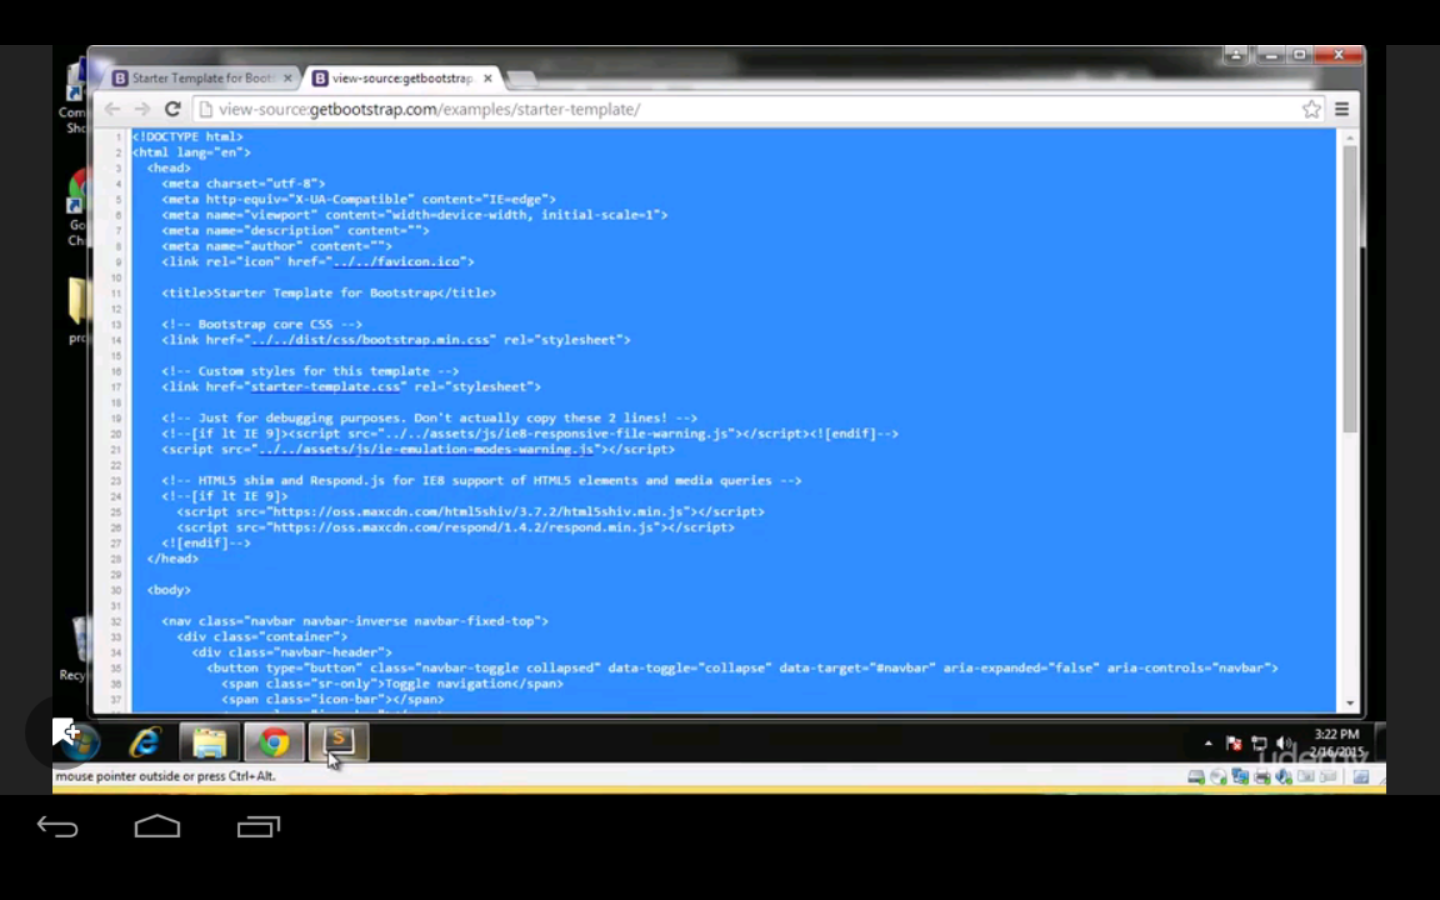 Starter Template for Boots
view-source:getbootstrap
view-source:getbootstrap.com/examples/starter-template/
Com
Sho
Go
Ch
pro
Recy
1 <!DOCTYPE html>
2 <html lang="en">
3 <head>
4 <meta charset="utf-8">
5 <meta http-equiv="X-UA-Compatible" content="IE=edge">
6 <meta name="viewport" content="width=device-width, initial-scale=1">
7 <meta name="description" content="">
8 <meta name="author" content="">
9 <link rel="icon" href="../../favicon.ico">
10
11 <title>Starter Template for Bootstrap</title>
12
13 <!-- Bootstrap core CSS -->
14 <link href="../../dist/css/bootstrap.min.css" rel="stylesheet">
15
16 <!-- Custom styles for this template -->
17 <link href="starter-template.css" rel="stylesheet">
18
19 <!-- Just for debugging purposes. Don't actually copy these 2 lines! -->
20 <!--[if lt IE 9]><script src="../../assets/js/ie8-responsive-file-warning.js"></script><![endif]-->
21 <script src="../../assets/js/ie-emulation-modes-warning.js"></script>
22
23 <!-- HTML5 shim and Respond.js for IE8 support of HTML5 elements and media queries -->
24 <!--[if lt IE 9]>
25 <script src="https://oss.maxcdn.com/html5shiv/3.7.2/html5shiv.min.js"></script>
26 <script src="https://oss.maxcdn.com/respond/1.4.2/respond.min.js"></script>
27 <![endif]-->
28 </head>
29
30 <body>
31
32 <nav class="navbar navbar-inverse navbar-fixed-top">
33 <div class="container">
34 <div class="navbar-header">
35 <button type="button" class="navbar-toggle collapsed" data-toggle="collapse" data-target="#navbar" aria-expanded="false" aria-controls="navbar">
36 <span class="sr-only">Toggle navigation</span>
37 <span class="icon-bar"></span>
3:22 PM
2/16/2015
udemy
mouse pointer outside or press Ctrl+Alt.